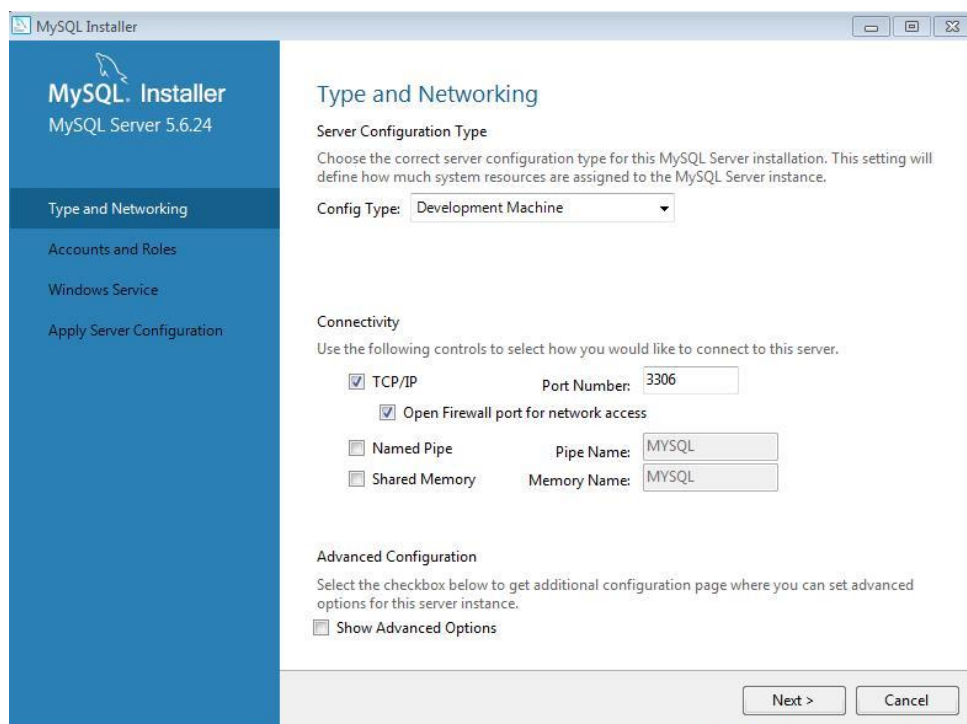 MySQL Installer
MySQL. Installer
MySQL Server 5.6.24
Type and Networking
Accounts and Roles
Windows Service
Apply Server Configuration
Type and Networking
Server Configuration Type
Choose the correct server configuration type for this MySQL Server installation. This setting will
define how much system resources are assigned to the MySQL Server instance.
Config Type: Development Machine
Connectivity
Use the following controls to select how you would like to connect to this server.
TCP/IP Port Number: 3306
Open Firewall port for network access
Named Pipe Pipe Name: MYSQL
Shared Memory Memory Name: MYSQL
Advanced Configuration
Select the checkbox below to get additional configuration page where you can set advanced
options for this server instance.
Show Advanced Options
Next > Cancel